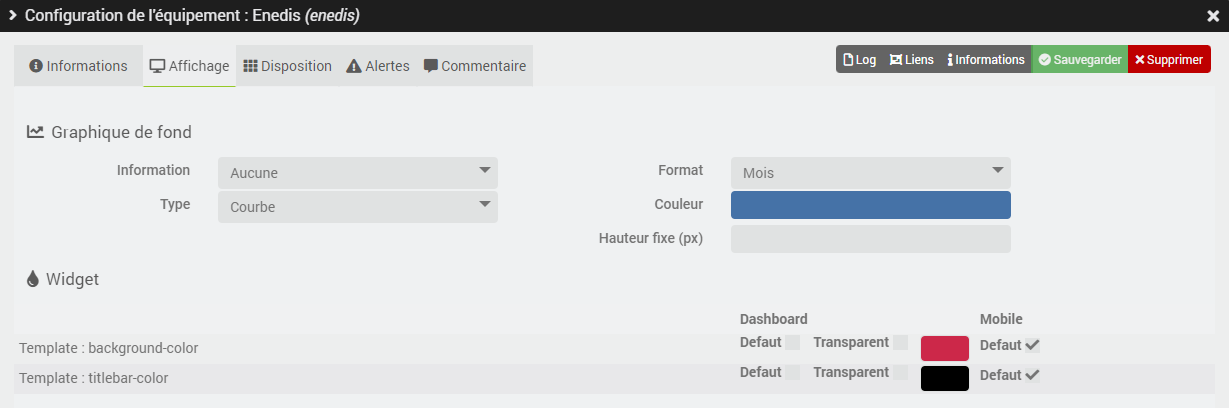 Configuration de l'équipement : Enedis (enedis)
Informations Affichage Disposition Alertes Commentaire Log Liens Informations Sauvegarder Supprimer
Graphique de fond
Information Aucune Format Mois
Type Courbe Couleur
Hauteur fixe (px)
Widget
Dashboard Mobile
Template : background-color Defaut Transparent Defaut
Template : titlebar-color Defaut Transparent Defaut